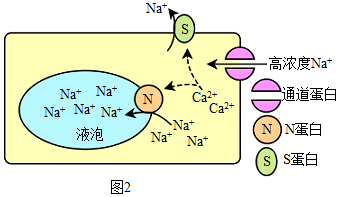 Na⁺
S
高浓度Na⁺
Na⁺ Na⁺
Na⁺ Na⁺ Na⁺
液泡
N
Ca²⁺
Ca²⁺
Na⁺
Na⁺
Na⁺
通道蛋白
N N蛋白
S S蛋白
图2